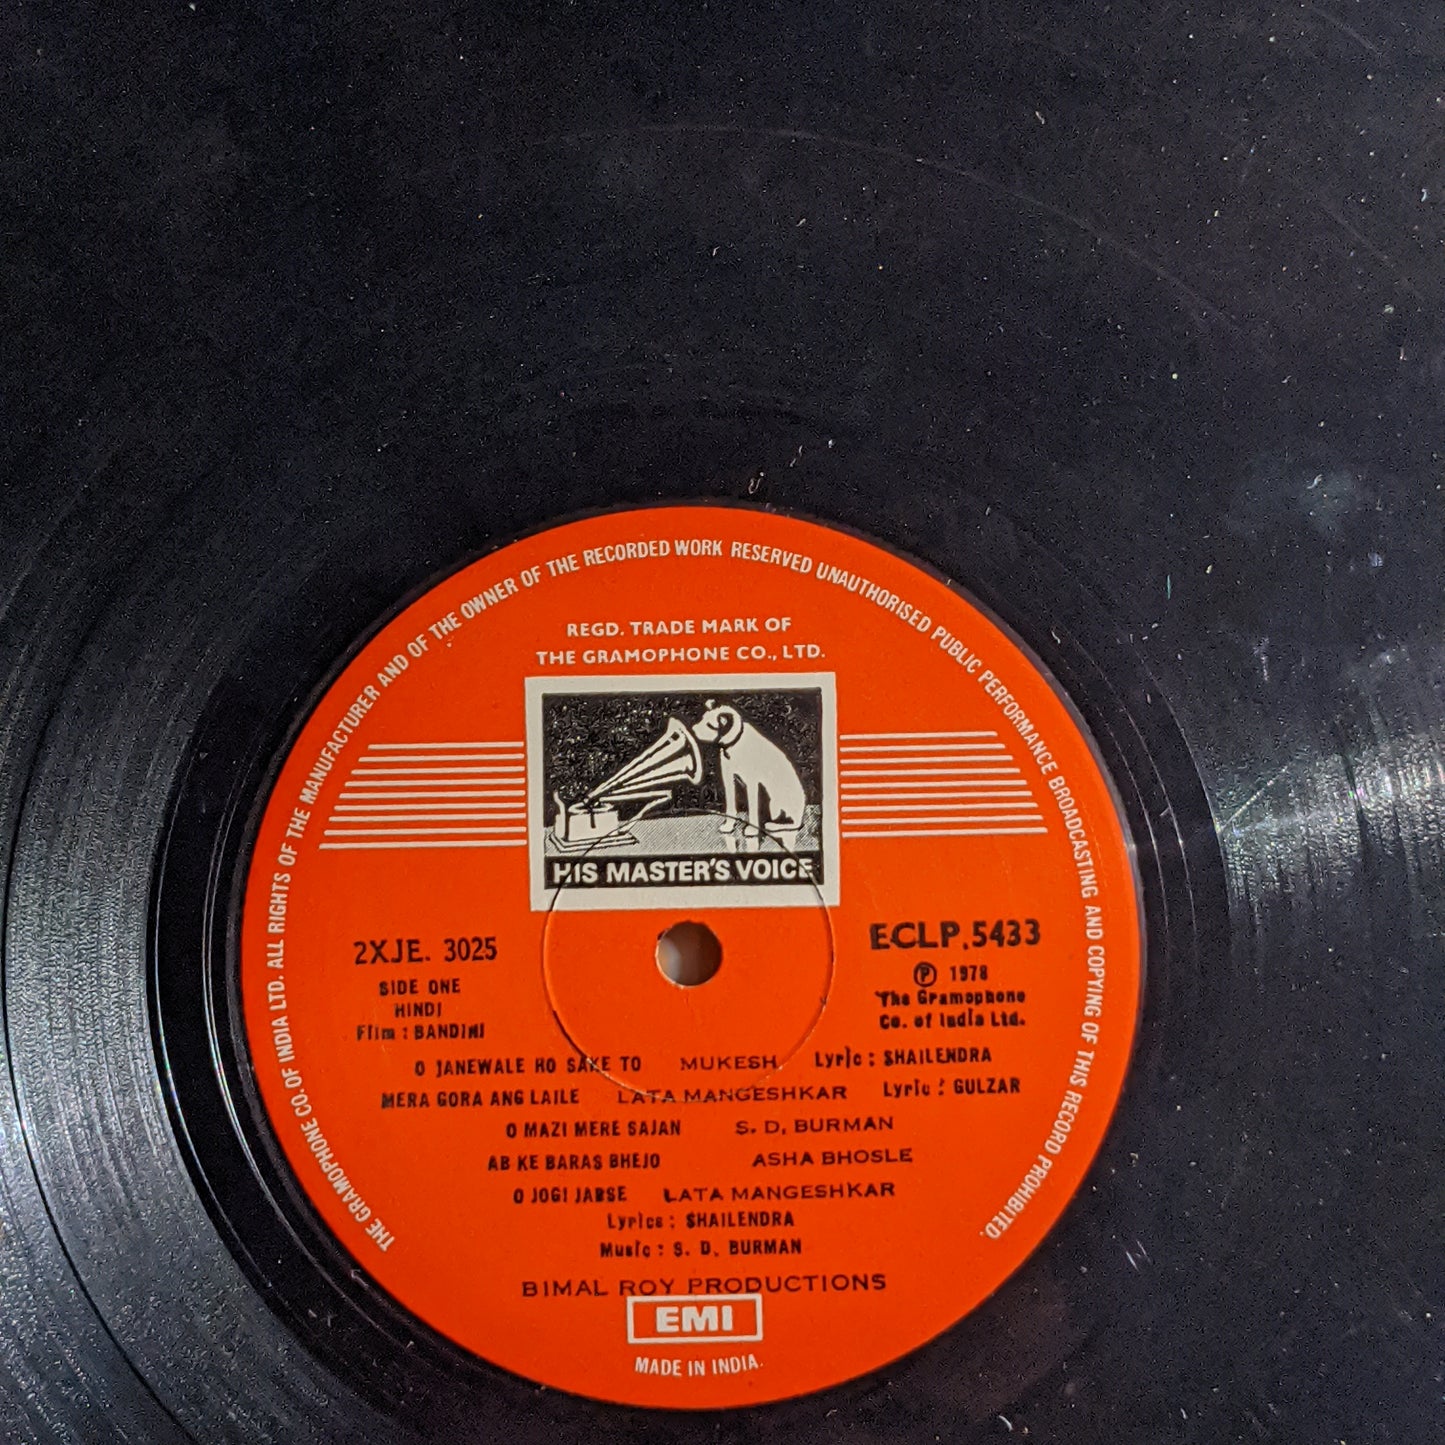 THE GRAMOPHONE CO. OF INDIA LTD. ALL RIGHTS OF THE MANUFACTURER AND OF THE OWNER OF THE RECORDED WORK RESERVED UNAUTHORISED PUBLIC PERFORMANCE BROADCASTING AND COPYING OF THIS RECORD PROHIBITED.
REGD. TRADE MARK OF
THE GRAMOPHONE CO., LTD.
HIS MASTER'S VOICE
2XJE. 3025
SIDE ONE
HINDI
Film : BANDINI
ECLP. 5433
Ⓟ 1978
The Gramophone
Co. of India Ltd.
O JANEWALE HO SAKE TO MUKESH Lyric : SHAILENDRA
MERA GORA ANG LAILE LATA MANGESHKAR Lyric : GULZAR
O MAZI MERE SAJAN S. D. BURMAN
AB KE BARAS BHEJO ASHA BHOSLE
O JOGI JABSE LATA MANGESHKAR
Lyrics : SHAILENDRA
Music : S. D. BURMAN
BIMAL ROY PRODUCTIONS
EMI
MADE IN INDIA.